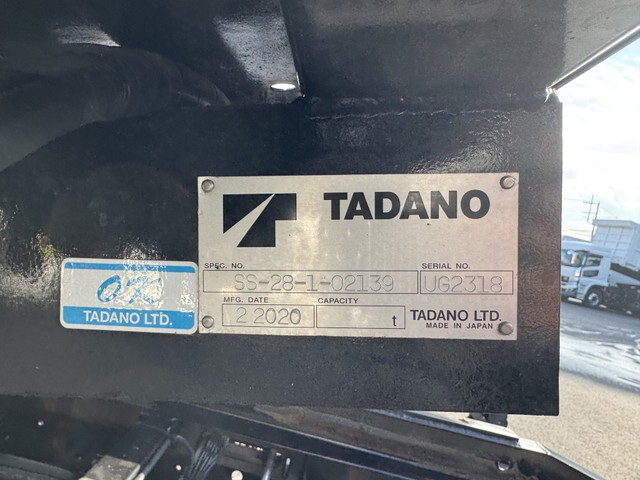 TADANO
SPEC. NO.
SERIAL NO.
SS-28-1-02139
UG2318
MFG. DATE
CAPACITY
2 2020
t
TADANO LTD.
MADE IN JAPAN
TADANO LTD.